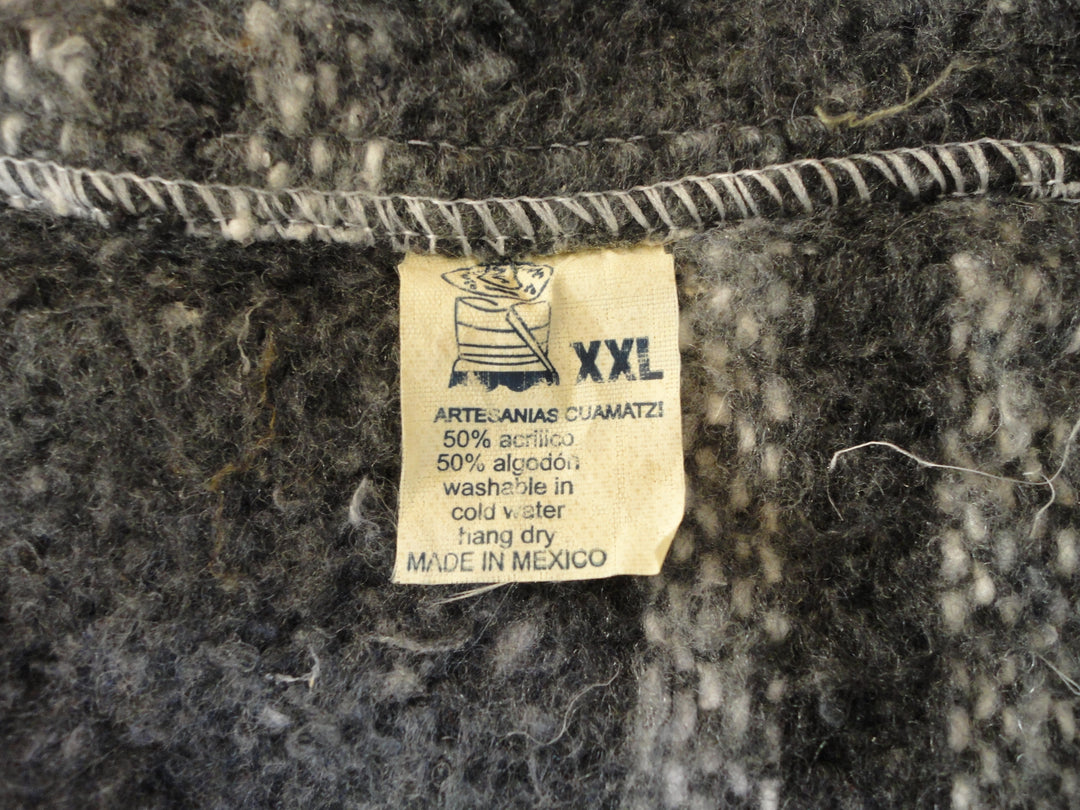 XXL
ARTESANIAS CUAMATZI
50% acrilico
50% algodón
washable in
cold water
hang dry
MADE IN MEXICO